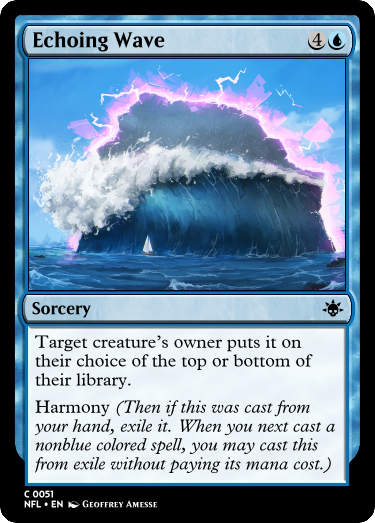 Echoing Wave 4
Sorcery
Target creature's owner puts it on
their choice of the top or bottom of
their library.
Harmony (Then if this was cast from
your hand, exile it. When you next cast a
nonblue colored spell, you may cast this
from exile without paying its mana cost.)
C 0051
NFL • EN Geoffrey Amesse